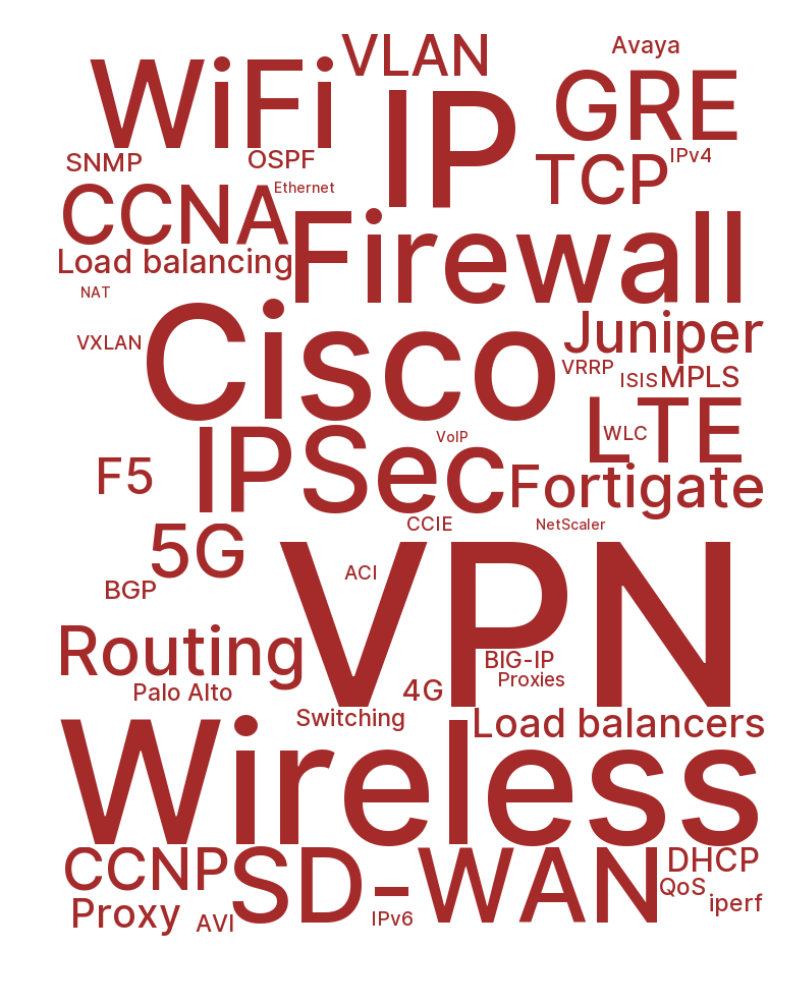 VLAN
Avaya
WiFi
IP
GRE
SNMP
OSPF
TCP
IPv4
CCNA
Ethernet
Firewall
Load balancing
NAT
Cisco
Juniper
VXLAN
VRRP
ISIS
MPLS
LTE
WLC
IPSec
VoIP
F5
Fortigate
CCIE
NetScaler
5G
VPN
ACI
BGP
Routing
BIG-IP
Proxies
Palo Alto
4G
Switching
Load balancers
Wireless
CCNP
SD-WAN
DHCP
QoS
iperf
Proxy
AVI
IPv6